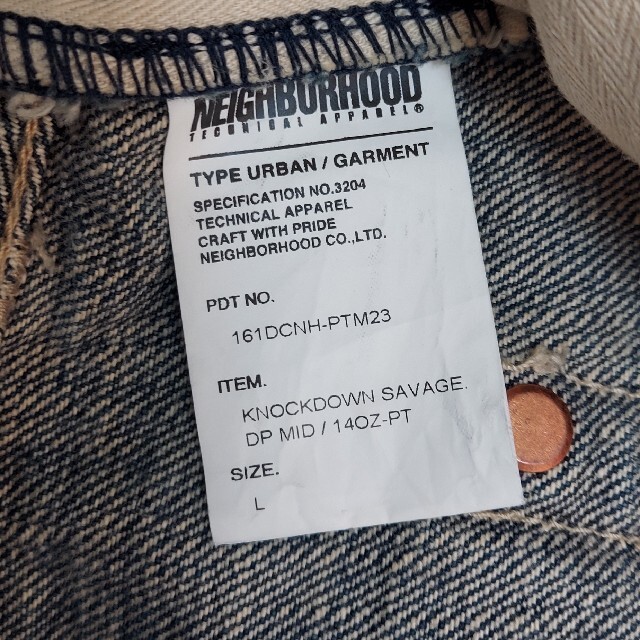 NEIGHBORHOOD
TECHNICAL APPAREL®
TYPE URBAN / GARMENT
SPECIFICATION NO.3204
TECHNICAL APPAREL
CRAFT WITH PRIDE
NEIGHBORHOOD CO.,LTD.
PDT NO.
161DCNH-PTM23
ITEM.
KNOCKDOWN SAVAGE.
DP MID / 14OZ-PT
SIZE.
L